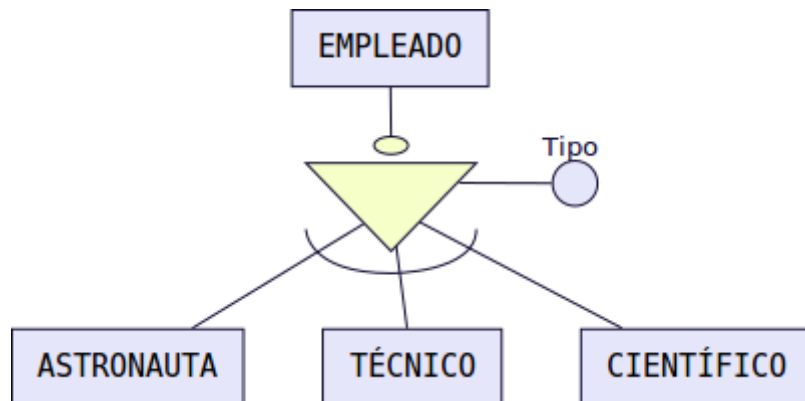 EMPLEADO
Tipo
ASTRONAUTA
TÉCNICO
CIENTÍFICO